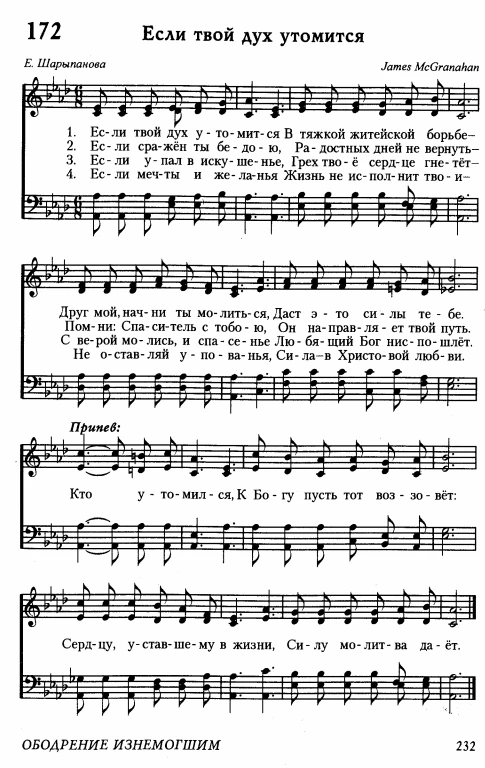 172
Если твой дух утомится
Е. Шарыпанова
James McGranahan
1. Ес-ли твой дух у-то-мит-ся В тяжкой житейской борьбе-
2. Ес-ли сра-жён ты бе-до-ю, Ра-достных дней не вернуть-
3. Ес-ли у-пал в иску-ше-нье, Грех тво-ё серд-це гне-тёт-
4. Ес-ли меч-ты и же-ла-нья Жизнь не ис-пол-нит тво-и-
Друг мой, нач-ни ты мо-лить-ся, Даст э-то си-лы те-бе.
Пом-ни: Спа-си-тель с тобо-ю, Он на-прав-ля-ет твой путь.
С ве-рой мо-лись, и спа-се-нье Лю-бя-щий Бог нис-по-шлёт.
Не о-став-ляй у-по-ва-нья, Си-ла-в Христо-вой люб-ви.
Припев:
Кто у-то-мил-ся, К Бо-гу пусть тот воз-зо-вёт:
Серд-цу, у-став-ше-му в жизни, Си-лу мо-лит-ва да-ёт.
ОБОДРЕНИЕ ИЗНЕМОГШИМ
232